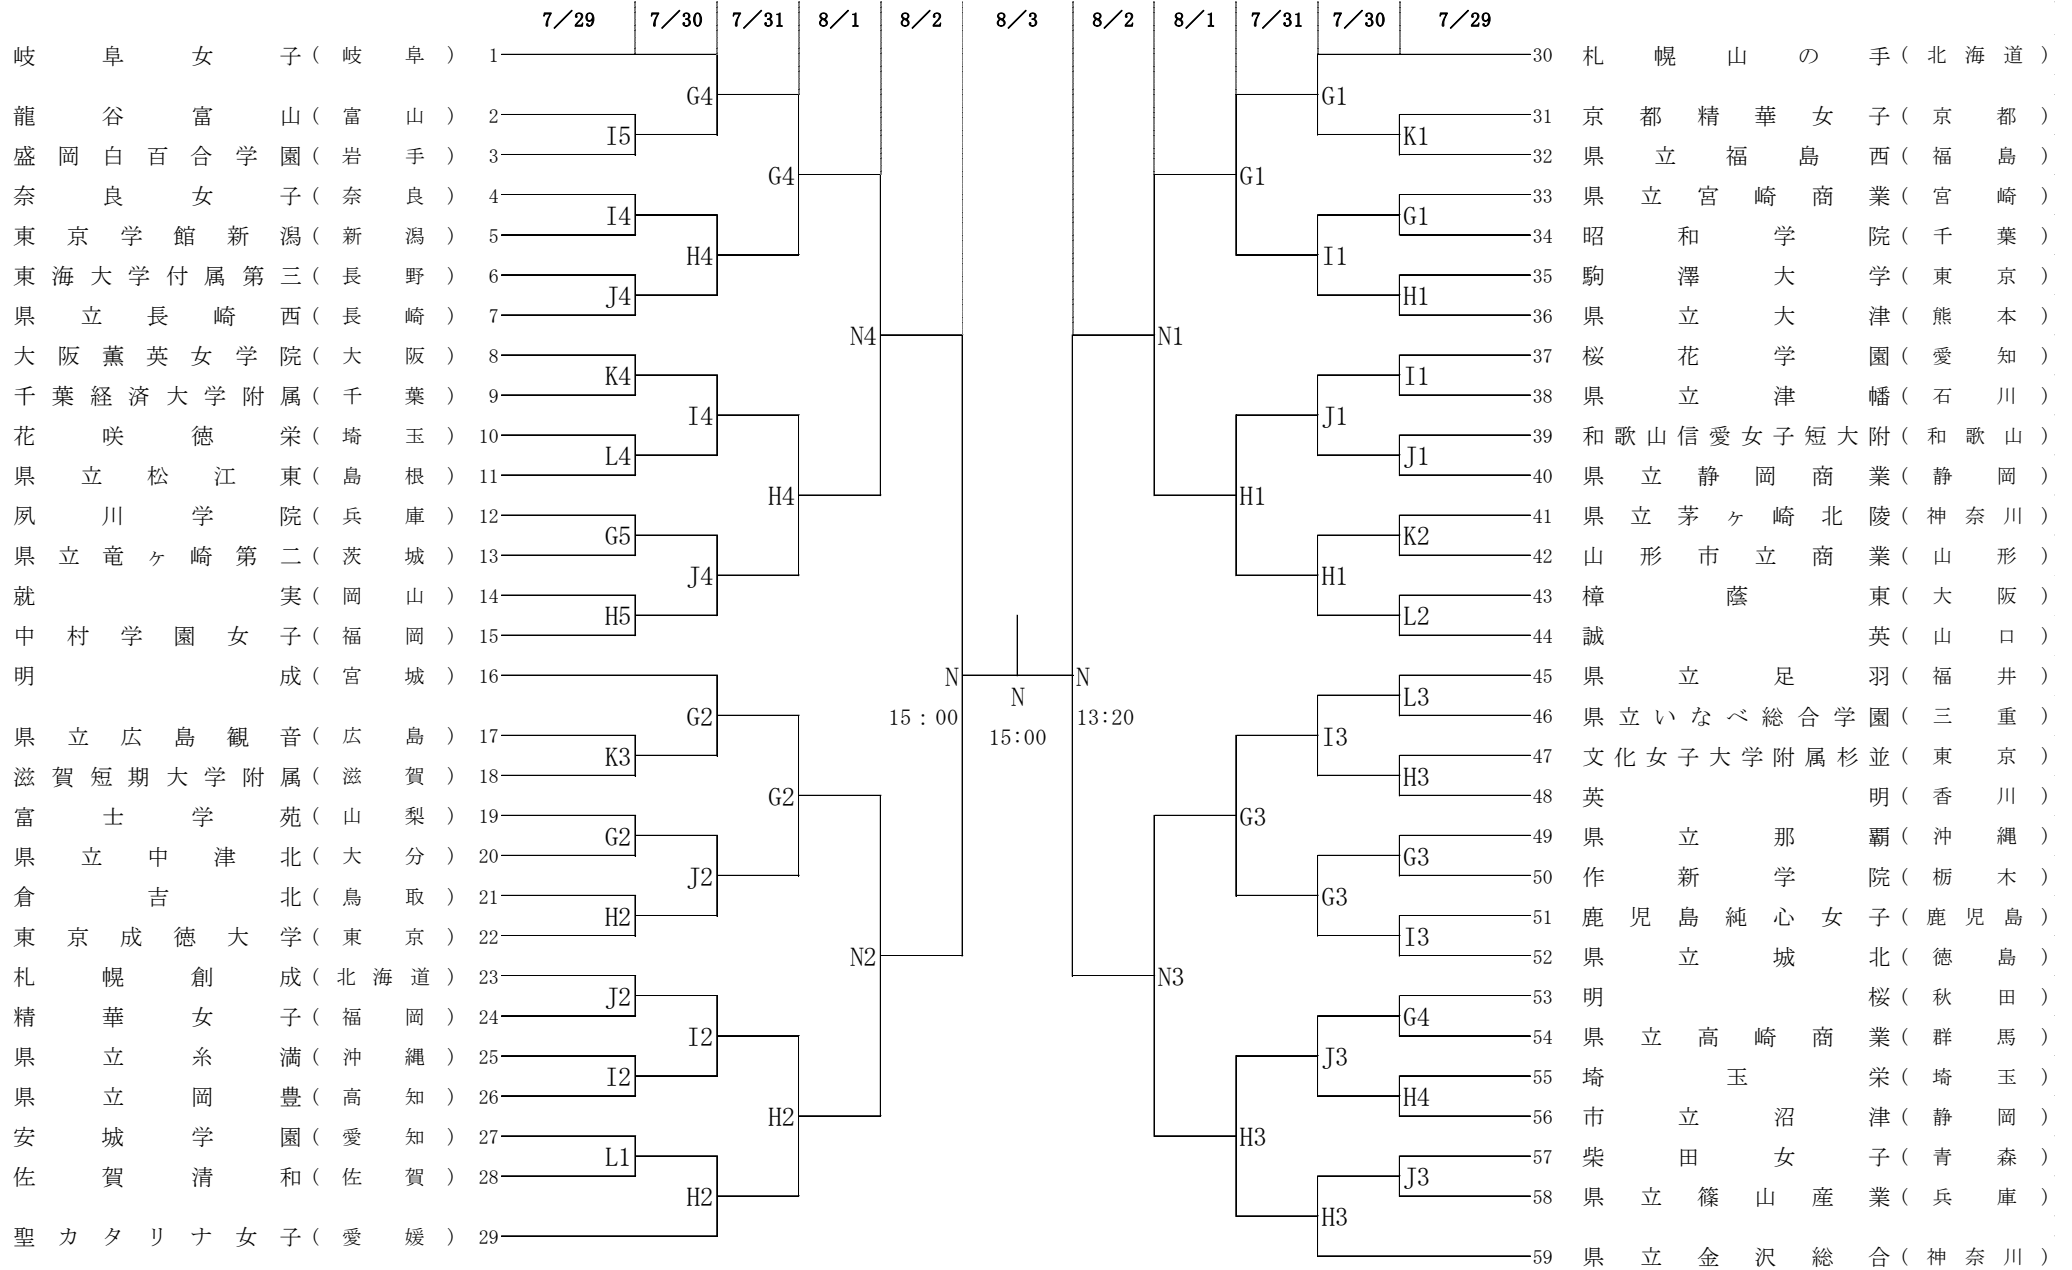 7／29 7／30 7／31 8／1 8／2 8／3 8／2 8／1 7／31 7／30 7／29
岐阜女子(岐阜) 1
G4
龍谷富山(富山) 2
I5
盛岡白百合学園(岩手) 3
G4
奈良女子(奈良) 4
I4
東京学館新潟(新潟) 5
H4
東海大学付属第三(長野) 6
J4
県立長崎西(長崎) 7
N4
大阪薫英女学院(大阪) 8
K4
千葉経済大学附属(千葉) 9
I4
花咲徳栄(埼玉) 10
L4
県立松江東(島根) 11
H4
夙川学院(兵庫) 12
G5
県立竜ヶ崎第二(茨城) 13
J4
就実(岡山) 14
H5
中村学園女子(福岡) 15
明成(宮城) 16
G2
県立広島観音(広島) 17
K3
滋賀短期大学附属(滋賀) 18
G2
富士学苑(山梨) 19
G2
県立中津北(大分) 20
J2
倉吉北(鳥取) 21
H2
東京成徳大学(東京) 22
N2
札幌創成(北海道) 23
J2
精華女子(福岡) 24
I2
県立糸満(沖縄) 25
I2
県立岡豊(高知) 26
H2
安城学園(愛知) 27
L1
佐賀清和(佐賀) 28
H2
聖カタリナ女子(愛媛) 29
N
15：00
N
15:00
N
13:20
30 札幌山の手(北海道)
G1
31 京都精華女子(京都)
K1
32 県立福島西(福島)
G1
33 県立宮崎商業(宮崎)
G1
34 昭和学院(千葉)
I1
35 駒澤大学(東京)
H1
36 県立大津(熊本)
N1
37 桜花学園(愛知)
I1
38 県立津幡(石川)
J1
39 和歌山信愛女子短大附(和歌山)
J1
40 県立静岡商業(静岡)
H1
41 県立茅ヶ崎北陵(神奈川)
K2
42 山形市立商業(山形)
H1
43 樟蔭東(大阪)
L2
44 誠英(山口)
45 県立足羽(福井)
L3
46 県立いなべ総合学園(三重)
I3
47 文化女子大学附属杉並(東京)
H3
48 英明(香川)
G3
49 県立那覇(沖縄)
G3
50 作新学院(栃木)
G3
51 鹿児島純心女子(鹿児島)
I3
52 県立城北(徳島)
N3
53 明桜(秋田)
G4
54 県立高崎商業(群馬)
J3
55 埼玉栄(埼玉)
H4
56 市立沼津(静岡)
H3
57 柴田女子(青森)
J3
58 県立篠山産業(兵庫)
H3
59 県立金沢総合(神奈川)